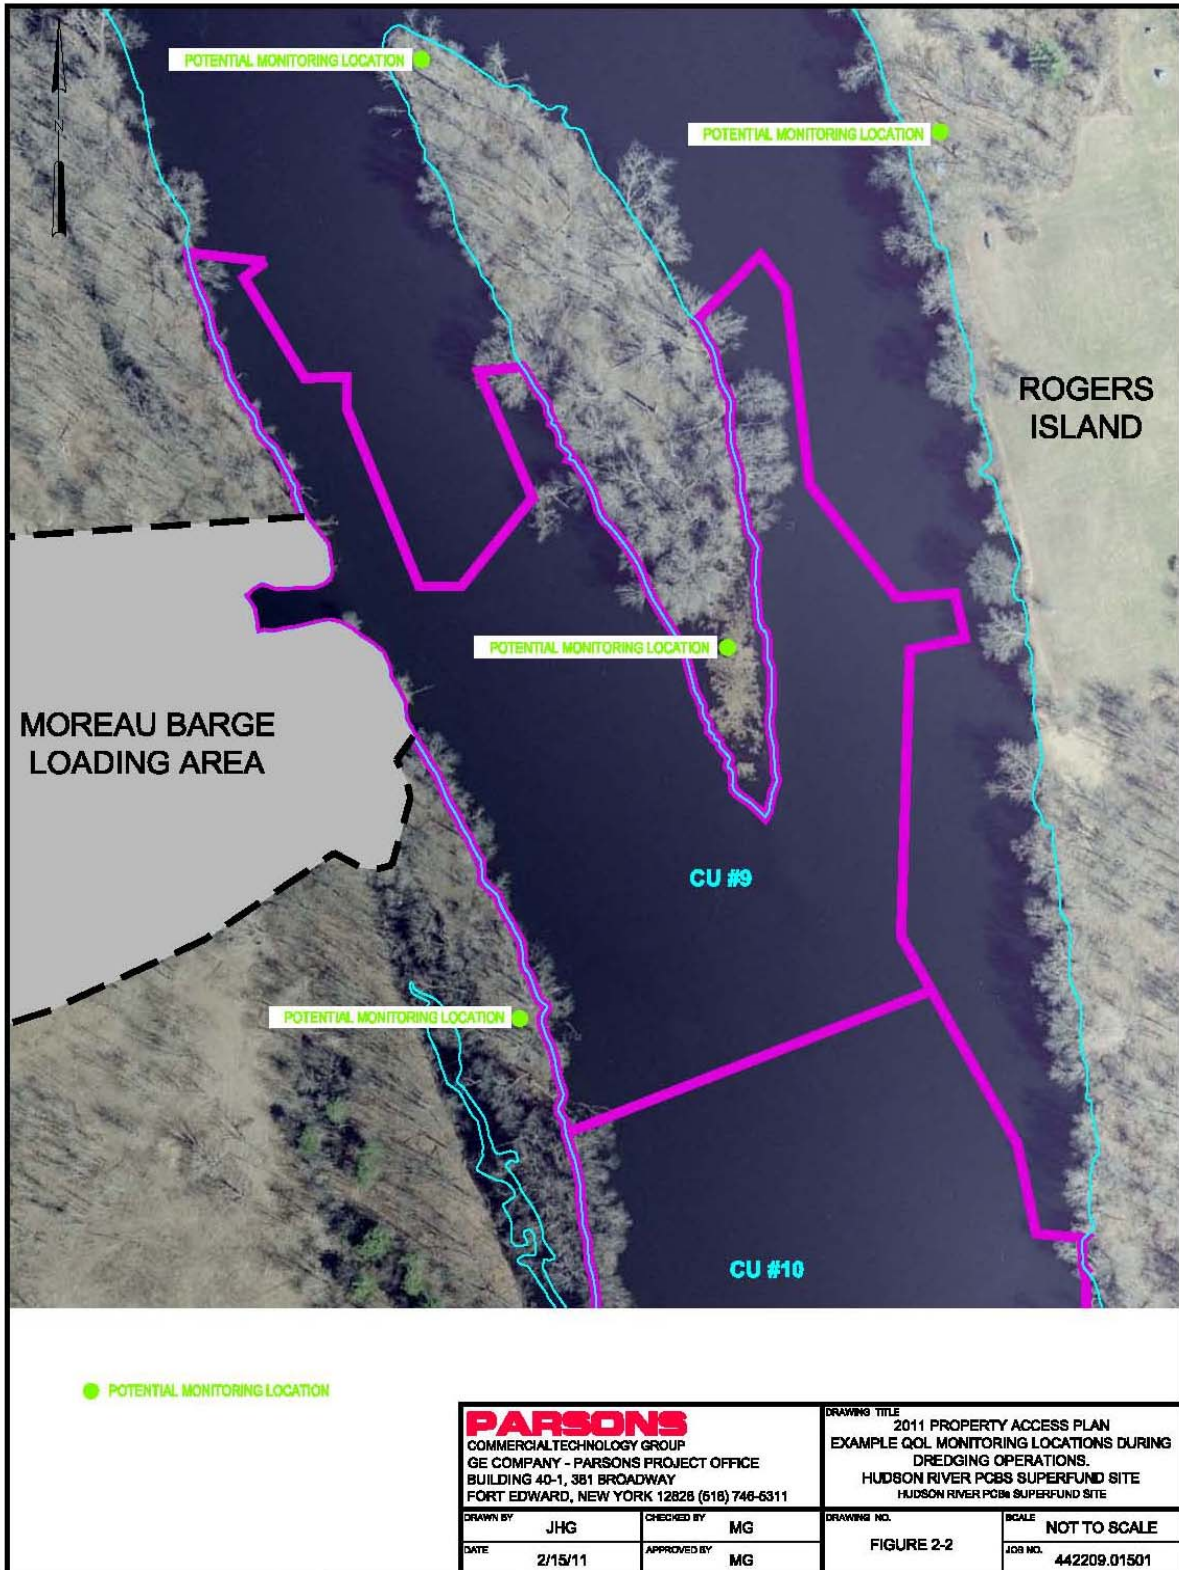 N
POTENTIAL MONITORING LOCATION
POTENTIAL MONITORING LOCATION
ROGERS
ISLAND
POTENTIAL MONITORING LOCATION
MOREAU BARGE
LOADING AREA
CU #9
POTENTIAL MONITORING LOCATION
CU #10
POTENTIAL MONITORING LOCATION
PARSONS
COMMERCIAL TECHNOLOGY GROUP
GE COMPANY - PARSONS PROJECT OFFICE
BUILDING 40-1, 381 BROADWAY
FORT EDWARD, NEW YORK 12828 (518) 746-5311
DRAWING TITLE
2011 PROPERTY ACCESS PLAN
EXAMPLE QOL MONITORING LOCATIONS DURING
DREDGING OPERATIONS.
HUDSON RIVER PCBS SUPERFUND SITE
HUDSON RIVER PCBs SUPERFUND SITE
DRAWN BY
JHG
CHECKED BY
MG
DRAWING NO.
FIGURE 2-2
SCALE
NOT TO SCALE
DATE
2/15/11
APPROVED BY
MG
JOB NO.
442209.01501